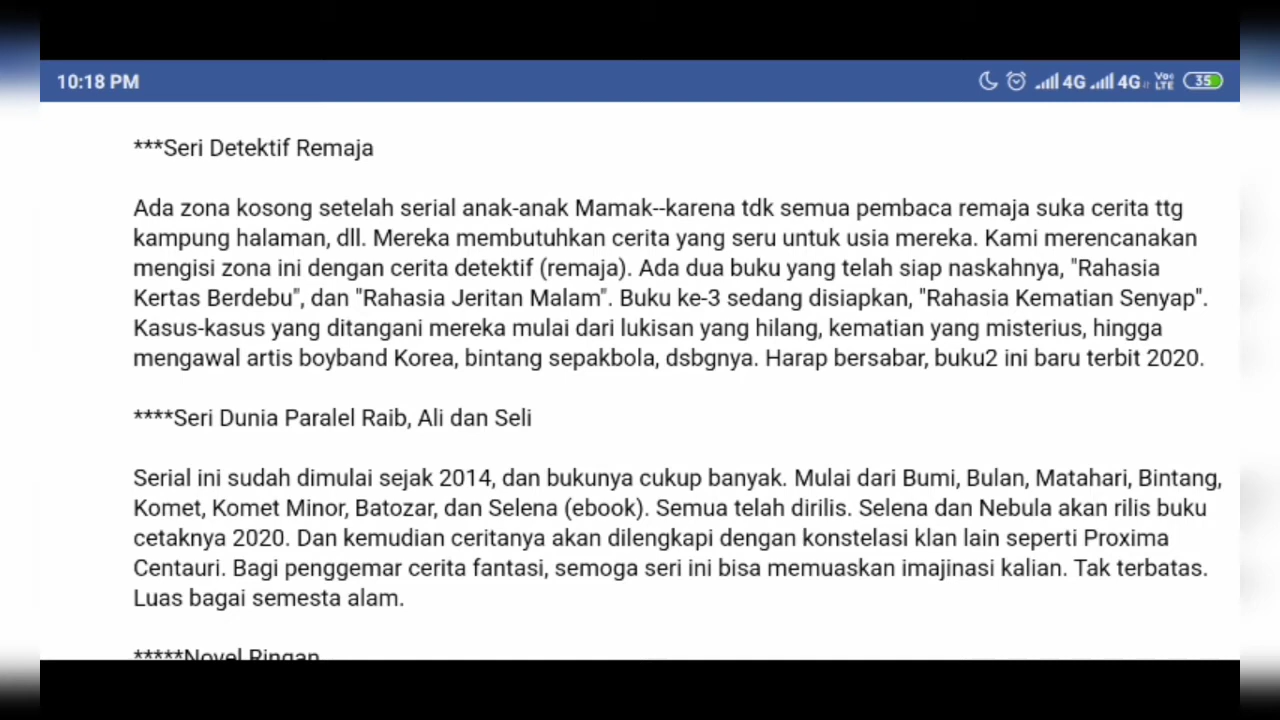 10:18 PM
4G 4G Vo LTE 35
***Seri Detektif Remaja
Ada zona kosong setelah serial anak-anak Mamak--karena tdk semua pembaca remaja suka cerita ttg
kampung halaman, dll. Mereka membutuhkan cerita yang seru untuk usia mereka. Kami merencanakan
mengisi zona ini dengan cerita detektif (remaja). Ada dua buku yang telah siap naskahnya, "Rahasia
Kertas Berdebu", dan "Rahasia Jeritan Malam". Buku ke-3 sedang disiapkan, "Rahasia Kematian Senyap".
Kasus-kasus yang ditangani mereka mulai dari lukisan yang hilang, kematian yang misterius, hingga
mengawal artis boyband Korea, bintang sepakbola, dsbgnya. Harap bersabar, buku2 ini baru terbit 2020.
****Seri Dunia Paralel Raib, Ali dan Seli
Serial ini sudah dimulai sejak 2014, dan bukunya cukup banyak. Mulai dari Bumi, Bulan, Matahari, Bintang,
Komet, Komet Minor, Batozar, dan Selena (ebook). Semua telah dirilis. Selena dan Nebula akan rilis buku
cetaknya 2020. Dan kemudian ceritanya akan dilengkapi dengan konstelasi klan lain seperti Proxima
Centauri. Bagi penggemar cerita fantasi, semoga seri ini bisa memuaskan imajinasi kalian. Tak terbatas.
Luas bagai semesta alam.
*****Novel Ringan